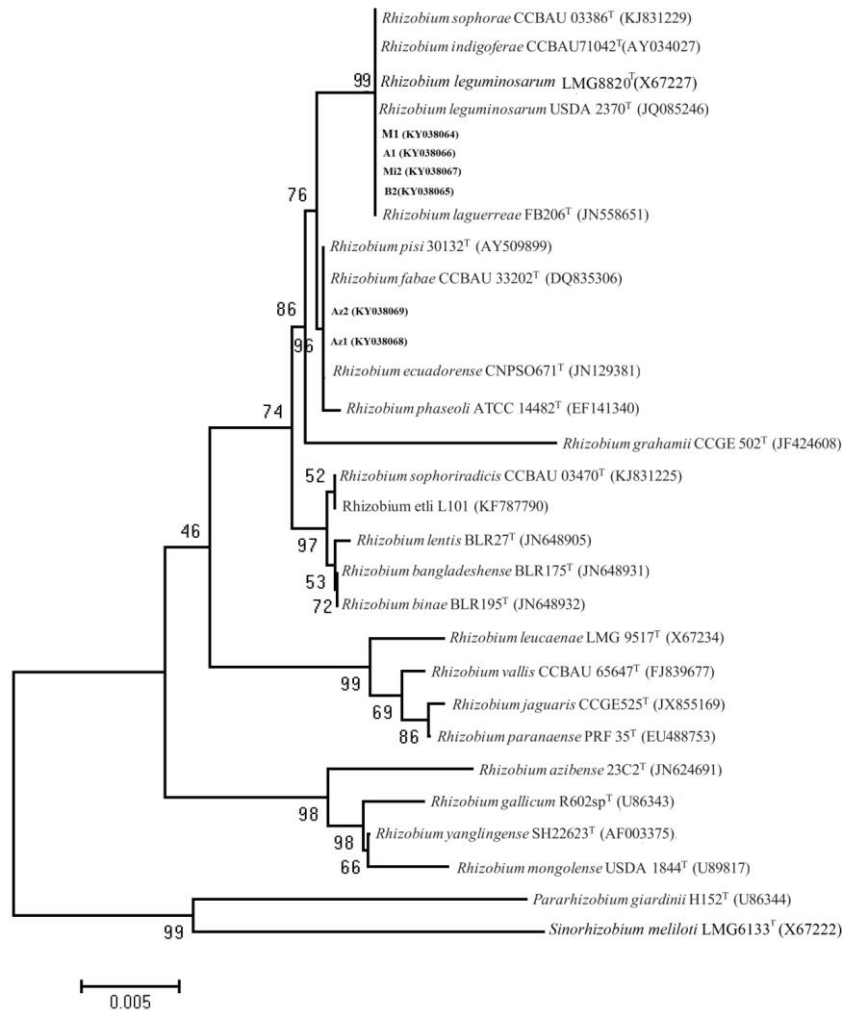 Rhizobium sophorae CCBAU 03386T (KJ831229)
Rhizobium indigoferae CCBAU71042T(AY034027)
99
Rhizobium leguminosarum LMG8820T(X67227)
Rhizobium leguminosarum USDA 2370T (JQ085246)
M1 (KY038064)
A1 (KY038066)
Mi2 (KY038067)
B2(KY038065)
76
Rhizobium laguerreae FB206T (JN558651)
Rhizobium pisi 30132T (AY509899)
Rhizobium fabae CCBAU 33202T (DQ835306)
86
Az2 (KY038069)
96
Az1 (KY038068)
Rhizobium ecuadorense CNPSO671T (JN129381)
74
Rhizobium phaseoli ATCC 14482T (EF141340)
Rhizobium grahamii CCGE 502T (JF424608)
52
Rhizobium sophoriradicis CCBAU 03470T (KJ831225)
Rhizobium etli L101 (KF787790)
46
97
Rhizobium lentis BLR27T (JN648905)
53
Rhizobium bangladeshense BLR175T (JN648931)
72
Rhizobium binae BLR195T (JN648932)
Rhizobium leucaenae LMG 9517T (X67234)
99
Rhizobium vallis CCBAU 65647T (FJ839677)
69
Rhizobium jaguaris CCGE525T (JX855169)
86
Rhizobium paranaense PRF 35T (EU488753)
Rhizobium azibense 23C2T (JN624691)
98
Rhizobium gallicum R602spT (U86343)
98
Rhizobium yanglingense SH22623T (AF003375)
66
Rhizobium mongolense USDA 1844T (U89817)
Pararhizobium giardinii H152T (U86344)
99
Sinorhizobium meliloti LMG6133T (X67222)
0.005